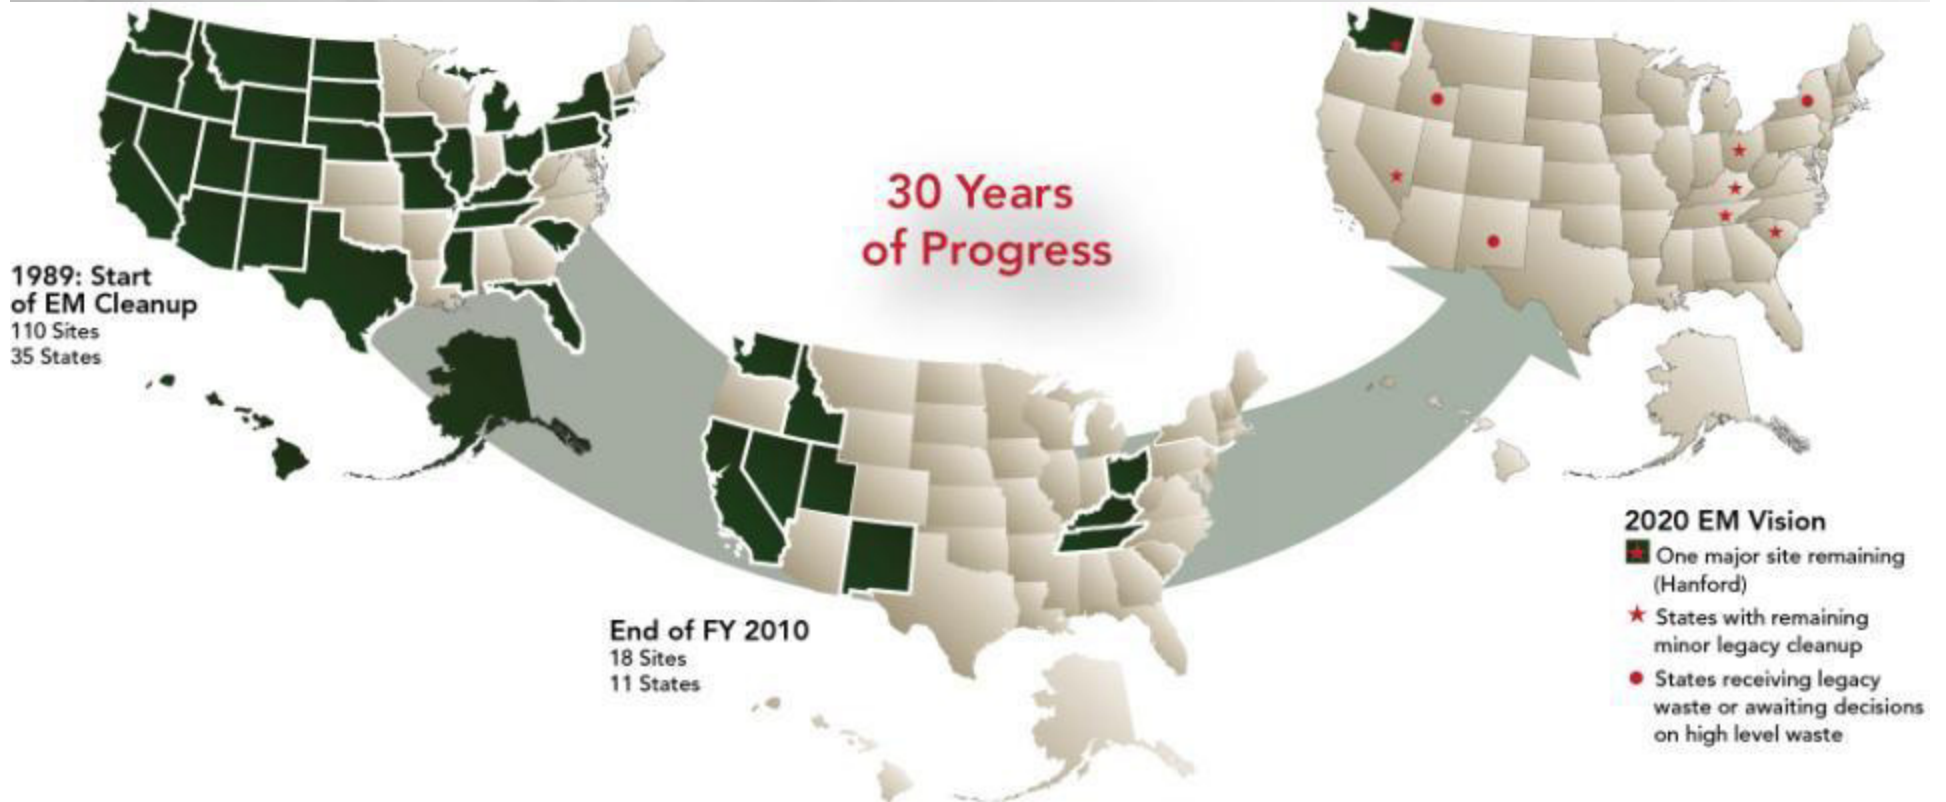 30 Years
of Progress
1989: Start
of EM Cleanup
110 Sites
35 States
End of FY 2010
18 Sites
11 States
2020 EM Vision
One major site remaining
(Hanford)
States with remaining
minor legacy cleanup
States receiving legacy
waste or awaiting decisions
on high level waste